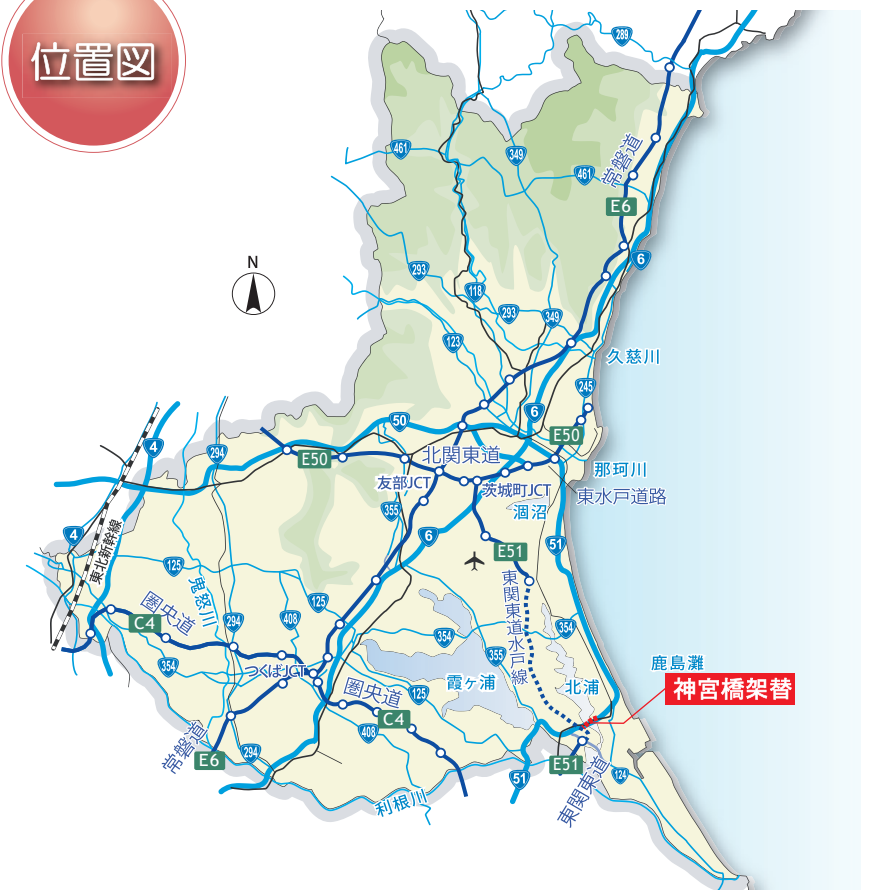 位置図
289
461
349
461
常磐道
E6
6
N
293
118
293
349
123
久慈川
245
6
50
E50
4
294
E50
北関東道
友部JCT
茨城町JCT
那珂川
東水戸道路
涸沼
355
6
51
4
東北新幹線
E51
125
鬼怒川
東関東道水戸線
圏央道
C4
125
408
294
354
354
354
355
つくばJCT
鹿島灘
神宮橋架替
霞ヶ浦
北浦
圏央道
125
C4
408
常磐道
E6
294
E51
51
124
東関東道
利根川